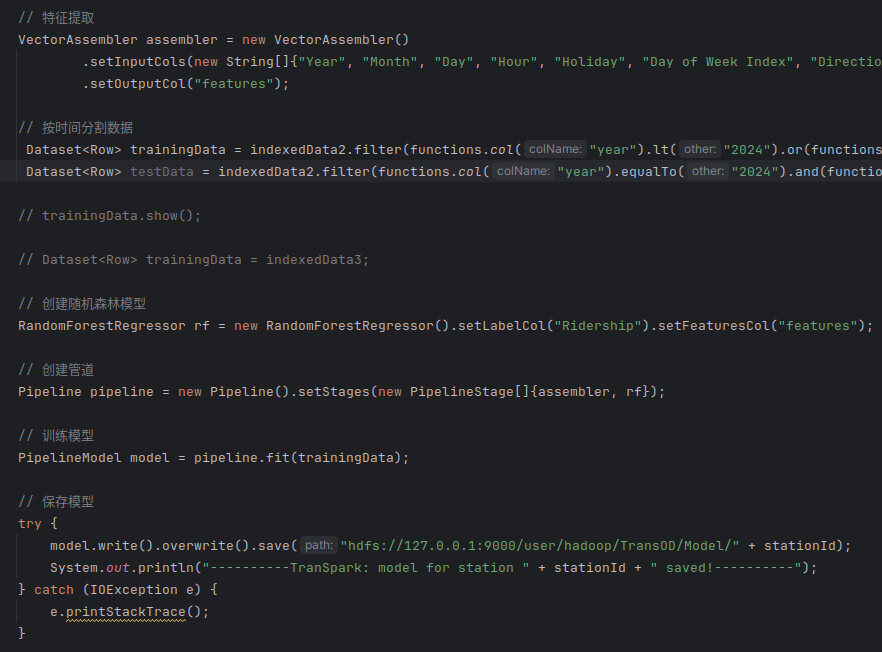 // 特征提取
VectorAssembler assembler = new VectorAssembler()
.setInputCols(new String[]{"Year", "Month", "Day", "Hour", "Holiday", "Day of Week Index", "Directio
.setOutputCol("features");
// 按时间分割数据
Dataset<Row> trainingData = indexedData2.filter(functions.col( colName: "year").lt( other: "2024").or(functions
Dataset<Row> testData = indexedData2.filter(functions.col( colName: "year").equalTo( other: "2024").and(functio
// trainingData.show();
// Dataset<Row> trainingData = indexedData3;
// 创建随机森林模型
RandomForestRegressor rf = new RandomForestRegressor().setLabelCol("Ridership").setFeaturesCol("features");
// 创建管道
Pipeline pipeline = new Pipeline().setStages(new PipelineStage[]{assembler, rf});
// 训练模型
PipelineModel model = pipeline.fit(trainingData);
// 保存模型
try {
model.write().overwrite().save( path: "hdfs://127.0.0.1:9000/user/hadoop/TransOD/Model/" + stationId);
System.out.println("----------TranSpark: model for station " + stationId + " saved!----------");
} catch (IOException e) {
e.printStackTrace();
}